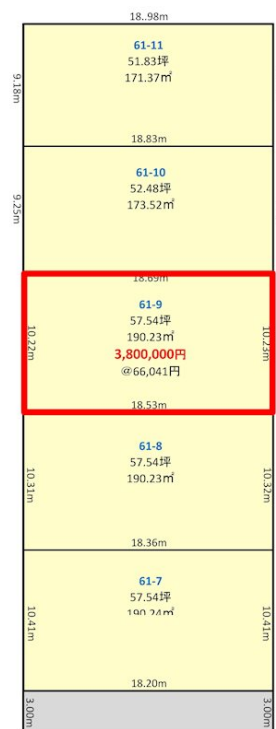 18..98m
61-11
51.83坪
171.37㎡
9.18m
18.83m
61-10
52.48坪
173.52㎡
9.25m
18.69m
61-9
57.54坪
190.23㎡
3,800,000円
@66,041円
10.22m
10.23m
18.53m
61-8
57.54坪
190.23㎡
10.31m
10.32m
18.36m
61-7
57.54坪
190.24㎡
10.41m
10.41m
18.20m
3.00m
3.00m